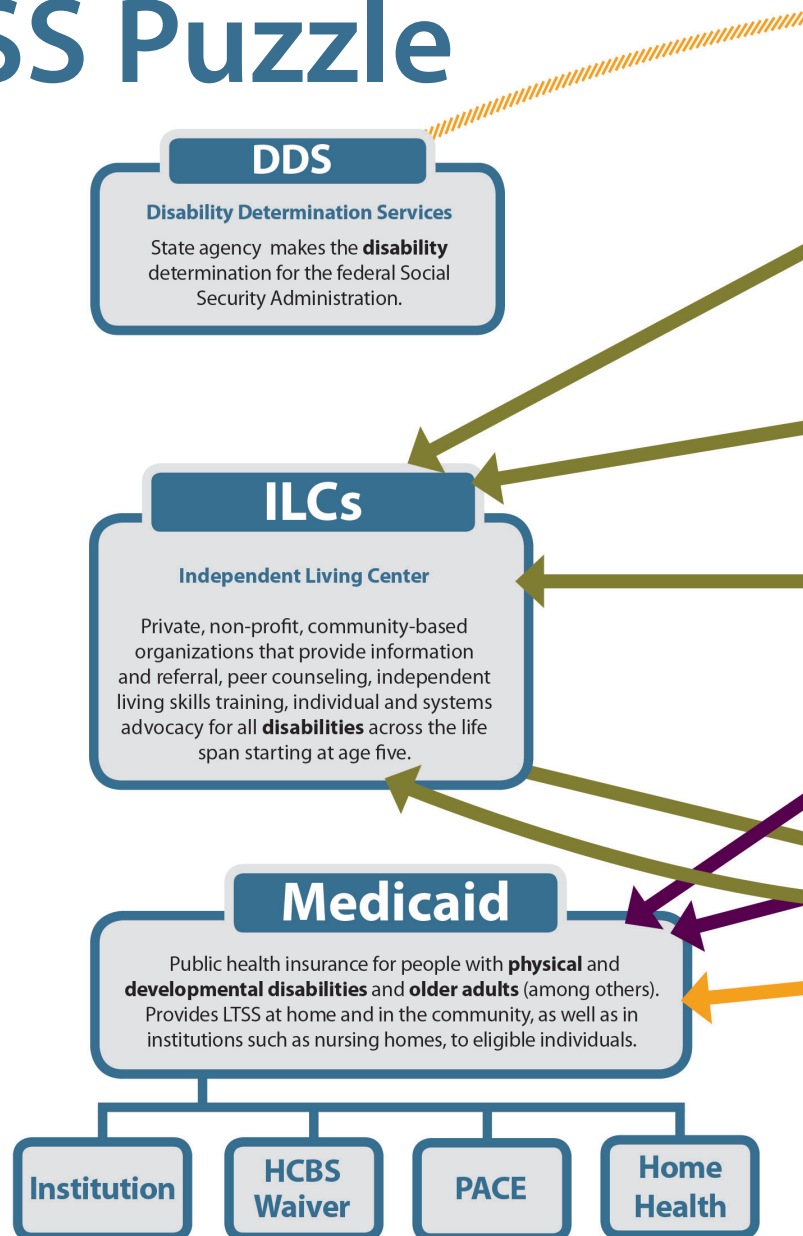 SS Puzzle
DDS
Disability Determination Services
State agency makes the disability
determination for the federal Social
Security Administration.
ILCs
Independent Living Center
Private, non-profit, community-based
organizations that provide information
and referral, peer counseling, independent
living skills training, individual and systems
advocacy for all disabilities across the life
span starting at age five.
Medicaid
Public health insurance for people with physical and
developmental disabilities and older adults (among others).
Provides LTSS at home and in the community, as well as in
institutions such as nursing homes, to eligible individuals.
Institution
HCBS
Waiver
PACE
Home
Health